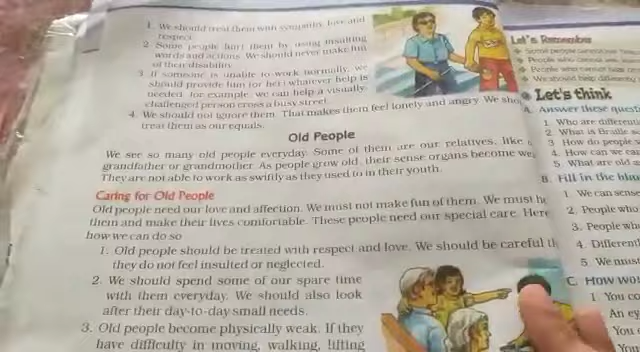 1. We should treat them with sympathy, love and
respect.
2. Some people hurt them by using insulting
words and actions. We should never make fun
of their disability.
3. If someone is unable to work normally, we
should provide him (or her) whatever help is
needed. for example, we can help a visually-
challenged person cross a busy street.
4. We should not ignore them. That makes them feel lonely and angry. We
treat them as our equals.
Old People
We see so many old people everyday. Some of them are our relatives, like
grandfather or grandmother. As people grow old, their sense organs become
They are not able to work as swiftly as they used to in their youth.
Caring for Old People
Old people need our love and affection. We must not make fun of them. We must
them and make their lives comfortable. These people need our special care. Here
how we can do so
1. Old people should be treated with respect and love. We should be careful
they do not feel insulted or neglected.
2. We should spend some of our spare time
with them everyday. We should also look
after their day-to-day small needs.
3. Old people become physically weak. If they
have difficulty in moving, walking, lifting
Let's Remember
Some people cannot
People who cannot
People who cannot
We should help
Let's think
A. Answer these
1. Who are
2. What is Braille
3. How do people
4. How can we
5. What are old
B. Fill in the
1. We can
2. People who
3. People
4.
5. We must
C. How
1. You
An
You
You